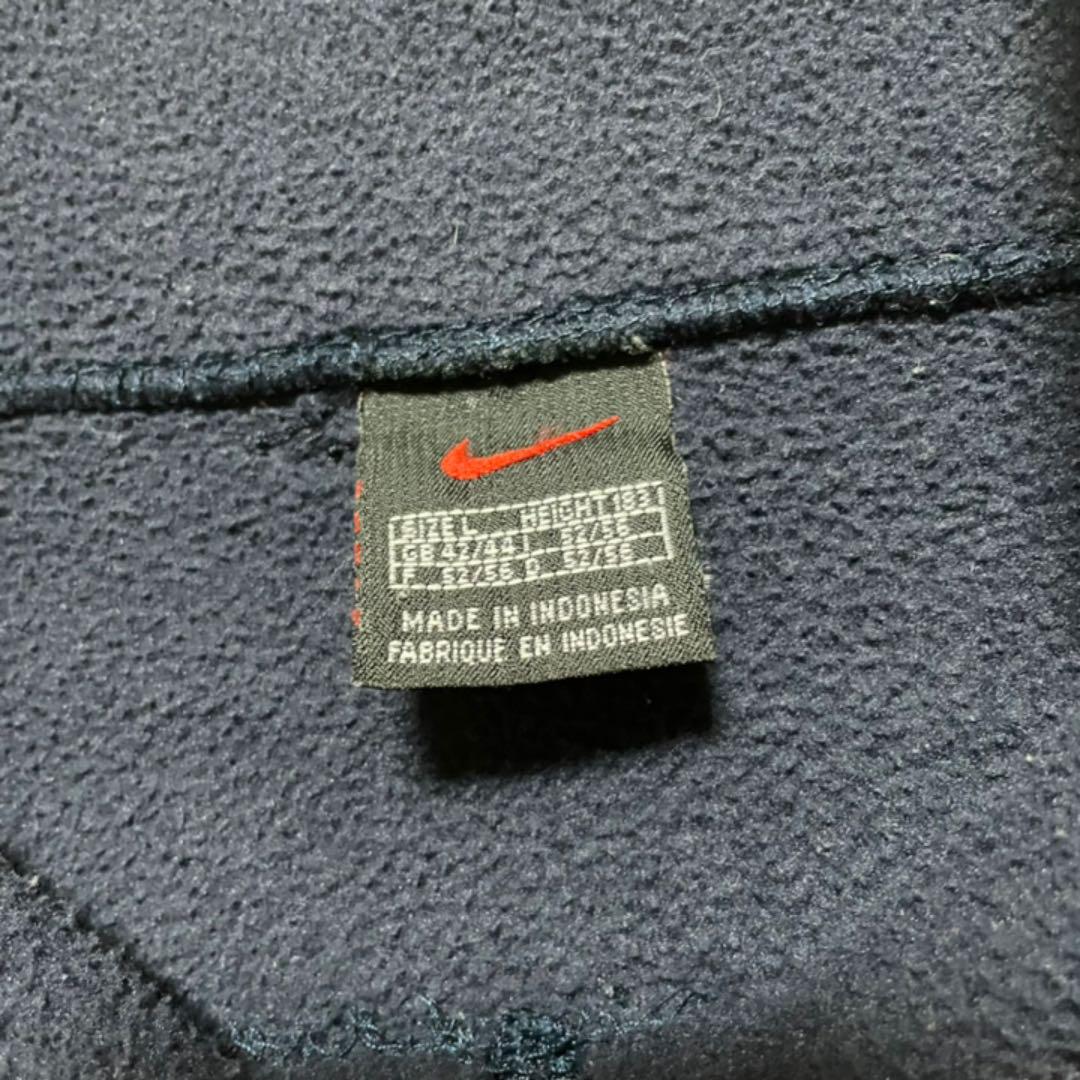 SIZE L HEIGHT 183
GB 42/44 I 52/56
F 52/56 D 52/56
MADE IN INDONESIA
FABRIQUE EN INDONESIE